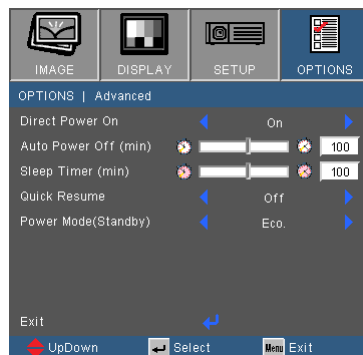 IMAGE DISPLAY SETUP OPTIONS
OPTIONS | Advanced
Direct Power On On
Auto Power Off (min) 100
Sleep Timer (min) 100
Quick Resume Off
Power Mode(Standby) Eco.
Exit
UpDown Select Menu Exit